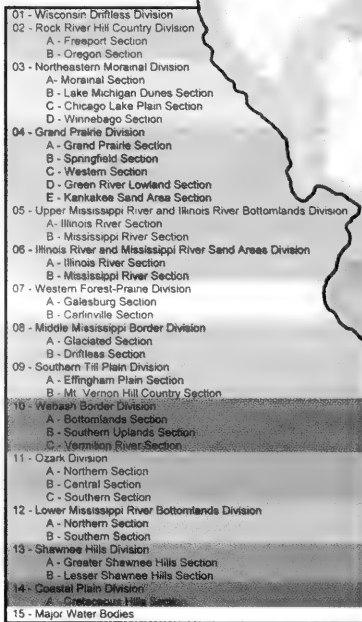 01 - Wisconsin Driftless Division
02 - Rock River Hill Country Division
A - Freeport Section
B - Oregon Section
03 - Northeastern Morainal Division
A- Morainal Section
B - Lake Michigan Dunes Section
C - Chicago Lake Plain Section
D - Winnebago Section
04 - Grand Prairie Division
A - Grand Prairie Section
B - Springfield Section
C - Western Section
D - Green River Lowland Section
E - Kankakee Sand Area Section
05 - Upper Mississippi River and Illinois River Bottomlands Division
A- Illinois River Section
B - Mississippi River Section
06 - Illinois River and Mississippi River Sand Areas Division
A - Illinois River Section
B - Mississippi River Section
07 - Western Forest-Prairie Division
A - Galesburg Section
B - Carlinville Section
08 - Middle Mississippi Border Division
A - Glaciated Section
B - Driftless Section
09 - Southern Till Plain Division
A - Effingham Plain Section
B - Mt. Vernon Hill Country Section
10 - Wabash Border Division
A - Bottomlands Section
B - Southern Uplands Section
C - Vermilion River Section
11 - Ozark Division
A - Northern Section
B - Central Section
C - Southern Section
12 - Lower Mississippi River Bottomlands Division
A - Northern Section
B - Southern Section
13 - Shawnee Hills Division
A - Greater Shawnee Hills Section
B - Lesser Shawnee Hills Section
14 - Coastal Plain Division
A - Cretaceous Hills Section
15 - Major Water Bodies